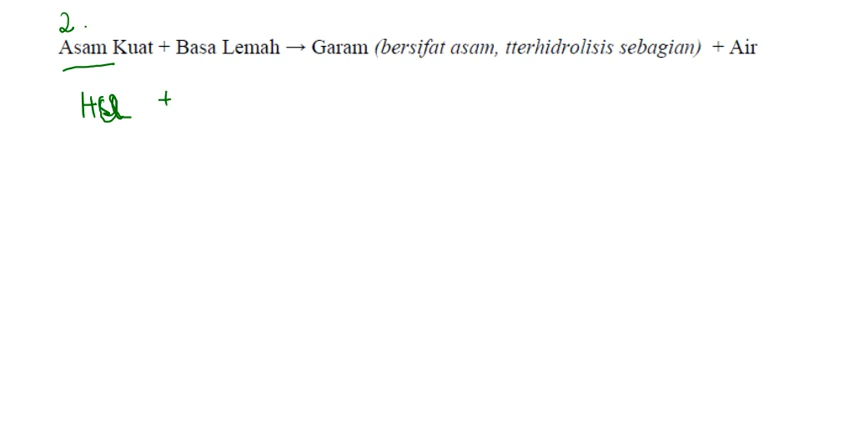 2.
Asam Kuat + Basa Lemah → Garam (bersifat asam, tterhidrolisis sebagian) + Air
HCl +